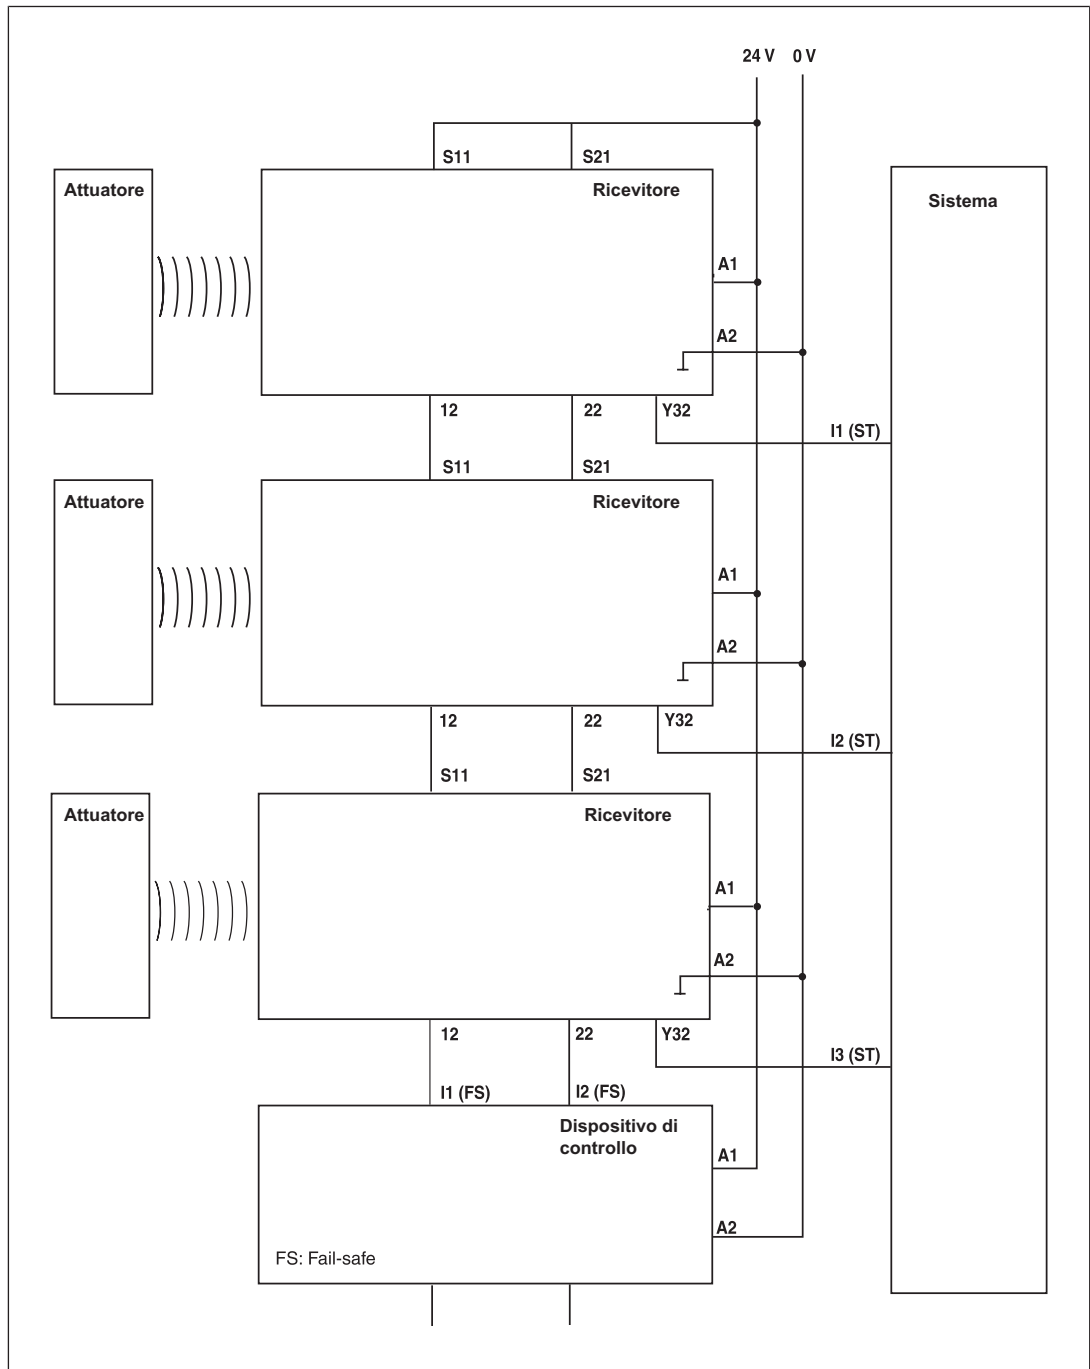 24 V 0 V
S11 S21
Attuatore Ricevitore Sistema
A1
A2
12 22 Y32
I1 (ST)
S11 S21
Attuatore Ricevitore
A1
A2
12 22 Y32
I2 (ST)
S11 S21
Attuatore Ricevitore
A1
A2
12 22 Y32
I3 (ST)
I1 (FS) I2 (FS)
Dispositivo di
controllo
A1
A2
FS: Fail-safe